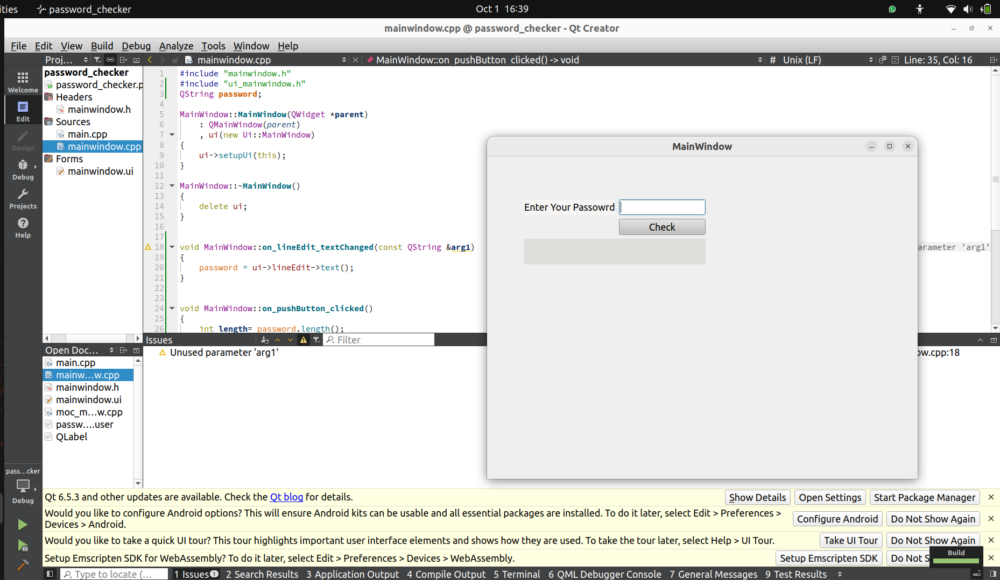 ities
password_checker
Oct 1 16:39
mainwindow.cpp @ password_checker - Qt Creator
File Edit View Build Debug Analyze Tools Window Help
Proj...
mainwindow.cpp
MainWindow::on_pushButton_clicked() -> void
# Unix (LF)
Line: 35, Col: 16
Welcome
Edit
Design
Debug
Projects
Help
pass...cker
Debug
password_checker
password_checker.p
Headers
mainwindow.h
Sources
main.cpp
mainwindow.cpp
Forms
mainwindow.ui
1 #include "mainwindow.h"
2 #include "ui_mainwindow.h"
3 QString password;
4
5 MainWindow::MainWindow(QWidget *parent)
6 : QMainWindow(parent)
7 , ui(new Ui::MainWindow)
8 {
9 ui->setupUi(this);
10 }
11
12 MainWindow::~MainWindow()
13 {
14 delete ui;
15 }
16
17
18 void MainWindow::on_lineEdit_textChanged(const QString &arg1)
arameter 'arg1'
19 {
20 password = ui->lineEdit->text();
21 }
22
23
24 void MainWindow::on_pushButton_clicked()
25 {
26 int length= password.length();
MainWindow
Enter Your Passowrd
Check
Issues
Filter
Unused parameter 'arg1'
ow.cpp:18
Open Doc...
main.cpp
mainw...w.cpp
mainwindow.h
mainwindow.ui
moc_m...w.cpp
passw....user
QLabel
Qt 6.5.3 and other updates are available. Check the Qt blog for details.
Show Details
Open Settings
Start Package Manager
Would you like to configure Android options? This will ensure Android kits can be usable and all essential packages are installed. To do it later, select Edit > Preferences >
Devices > Android.
Configure Android
Do Not Show Again
Would you like to take a quick UI tour? This tour highlights important user interface elements and shows how they are used. To take the tour later, select Help > UI Tour.
Take UI Tour
Do Not Show Again
Setup Emscripten SDK for WebAssembly? To do it later, select Edit > Preferences > Devices > WebAssembly.
Setup Emscripten SDK
Do Not S
Build
Type to locate (...
1 Issues 1
2 Search Results
3 Application Output
4 Compile Output
5 Terminal
6 QML Debugger Console
7 General Messages
9 Test Results